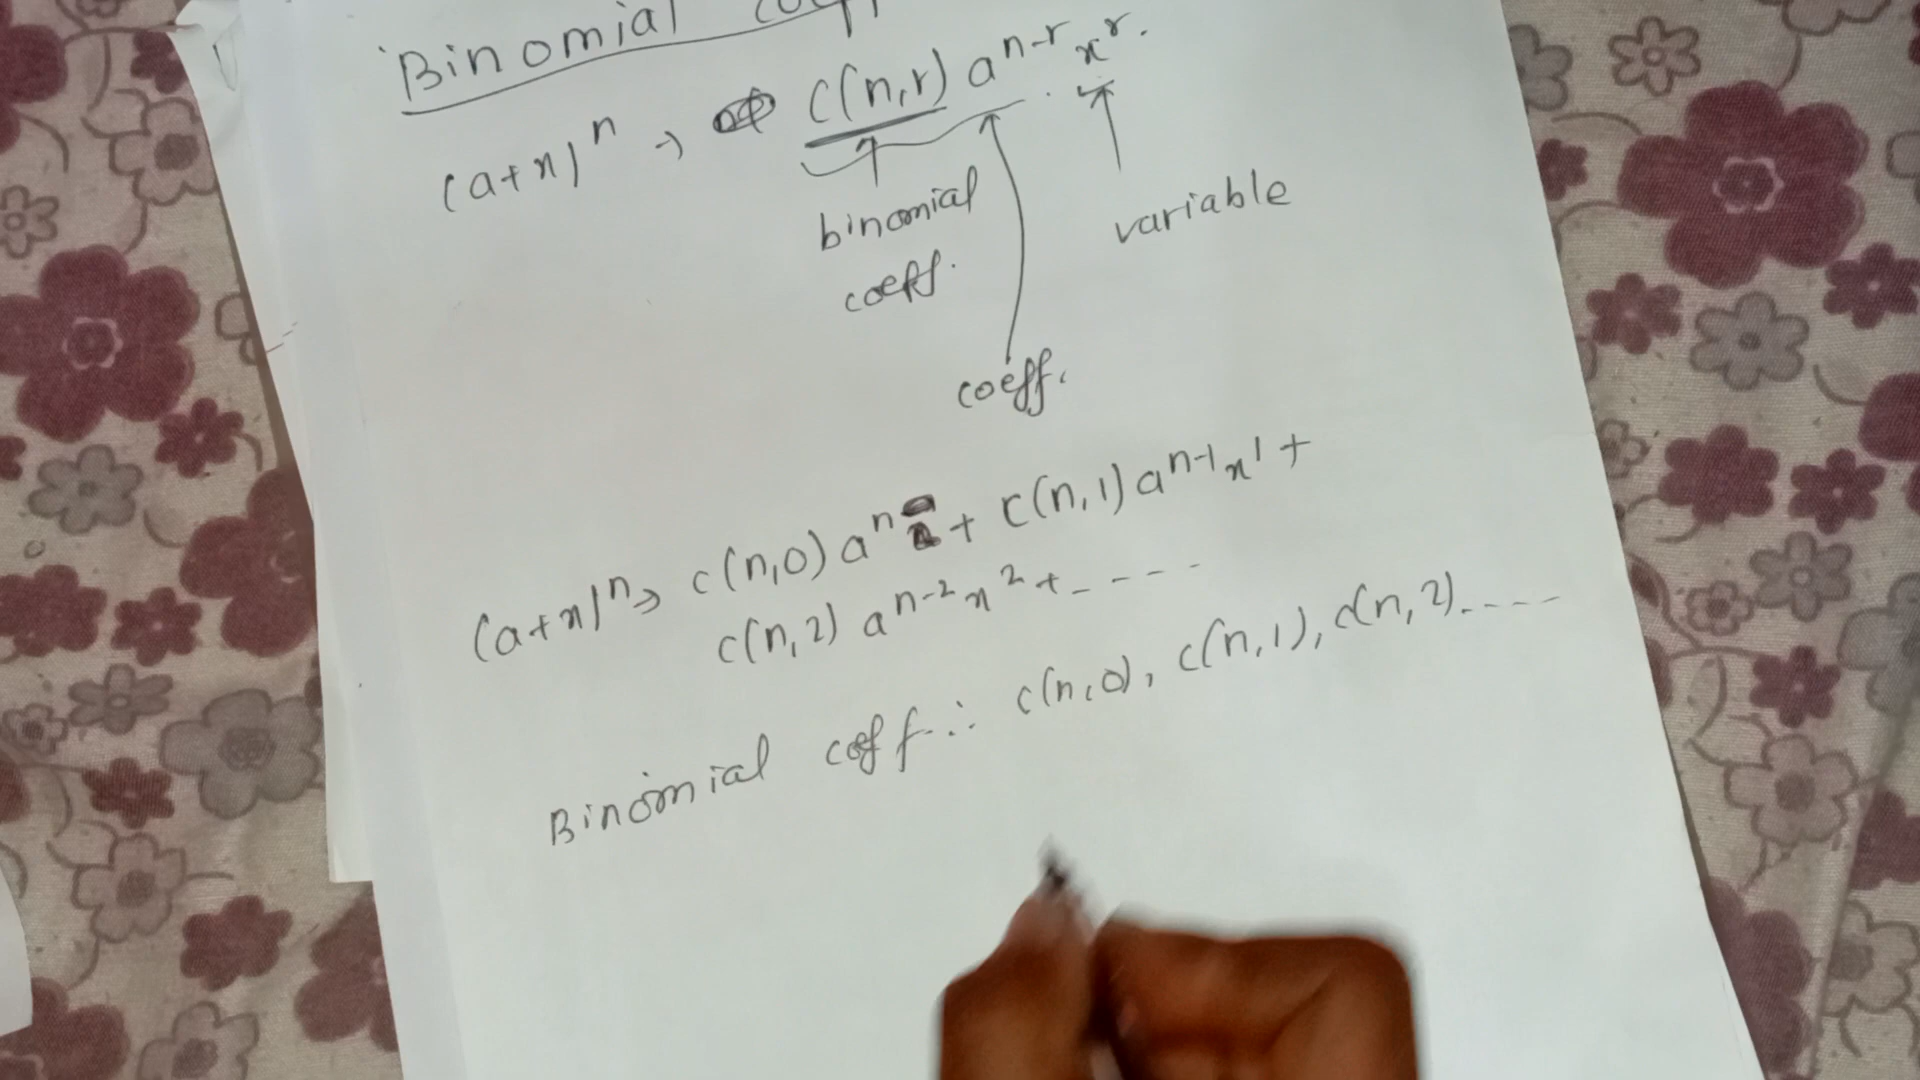 Binomial
(a+x)^n → C(n,r) a^n-r x^r.
binomial coeff.
variable
coeff.
(a+x)^n → c(n,0) a^n + c(n,1) a^n-1 x^1 +
c(n,2) a^n-2 x^2 + - - - -
Binomial coff.: c(n,0), c(n,1), c(n,2). - - - -